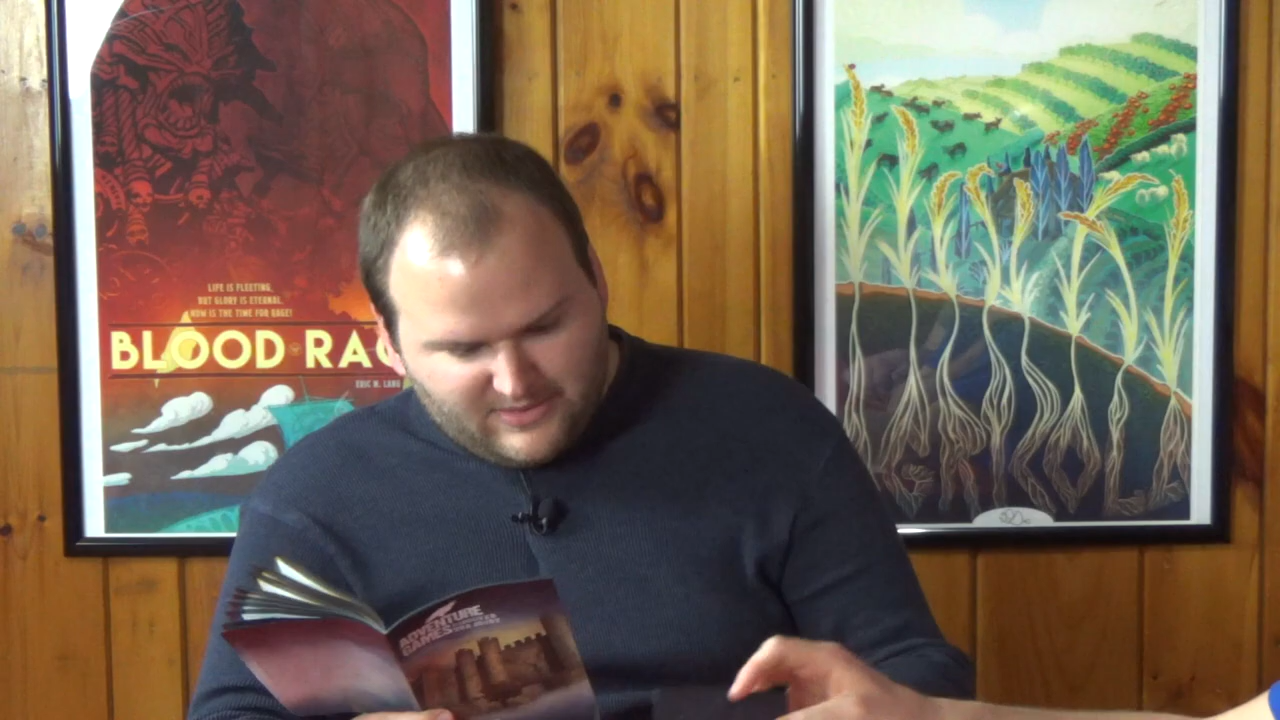 LIFE IS FLEETING,
BUT GLORY IS ETERNAL.
NOW IS THE TIME FOR RAGE!
BLOOD RAG
ERIC M. LANG
AGRICOLA
ADVENTURE
GAMES